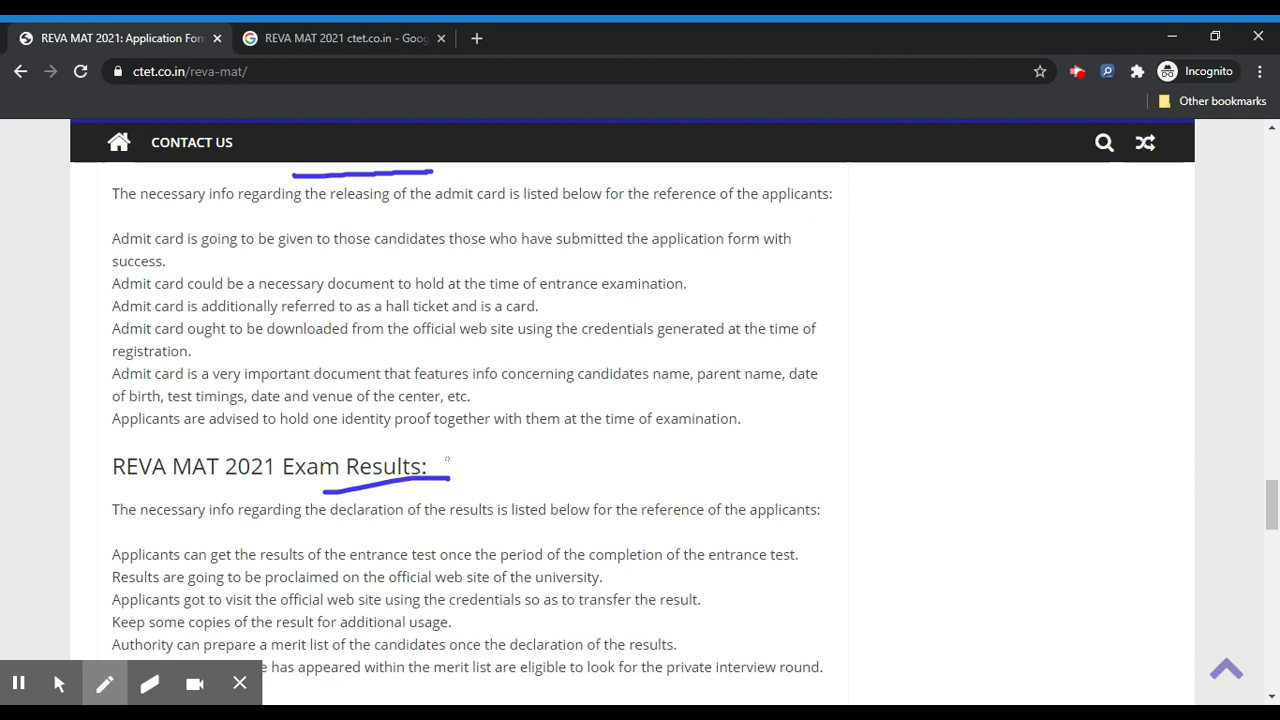 REVA MAT 2021: Application For
REVA MAT 2021 ctet.co.in - Goog
ctet.co.in/reva-mat/
Incognito
Other bookmarks
CONTACT US
The necessary info regarding the releasing of the admit card is listed below for the reference of the applicants:
Admit card is going to be given to those candidates those who have submitted the application form with
success.
Admit card could be a necessary document to hold at the time of entrance examination.
Admit card is additionally referred to as a hall ticket and is a card.
Admit card ought to be downloaded from the official web site using the credentials generated at the time of
registration.
Admit card is a very important document that features info concerning candidates name, parent name, date
of birth, test timings, date and venue of the center, etc.
Applicants are advised to hold one identity proof together with them at the time of examination.
REVA MAT 2021 Exam Results:
The necessary info regarding the declaration of the results is listed below for the reference of the applicants:
Applicants can get the results of the entrance test once the period of the completion of the entrance test.
Results are going to be proclaimed on the official web site of the university.
Applicants got to visit the official web site using the credentials so as to transfer the result.
Keep some copies of the result for additional usage.
Authority can prepare a merit list of the candidates once the declaration of the results.
has appeared within the merit list are eligible to look for the private interview round.